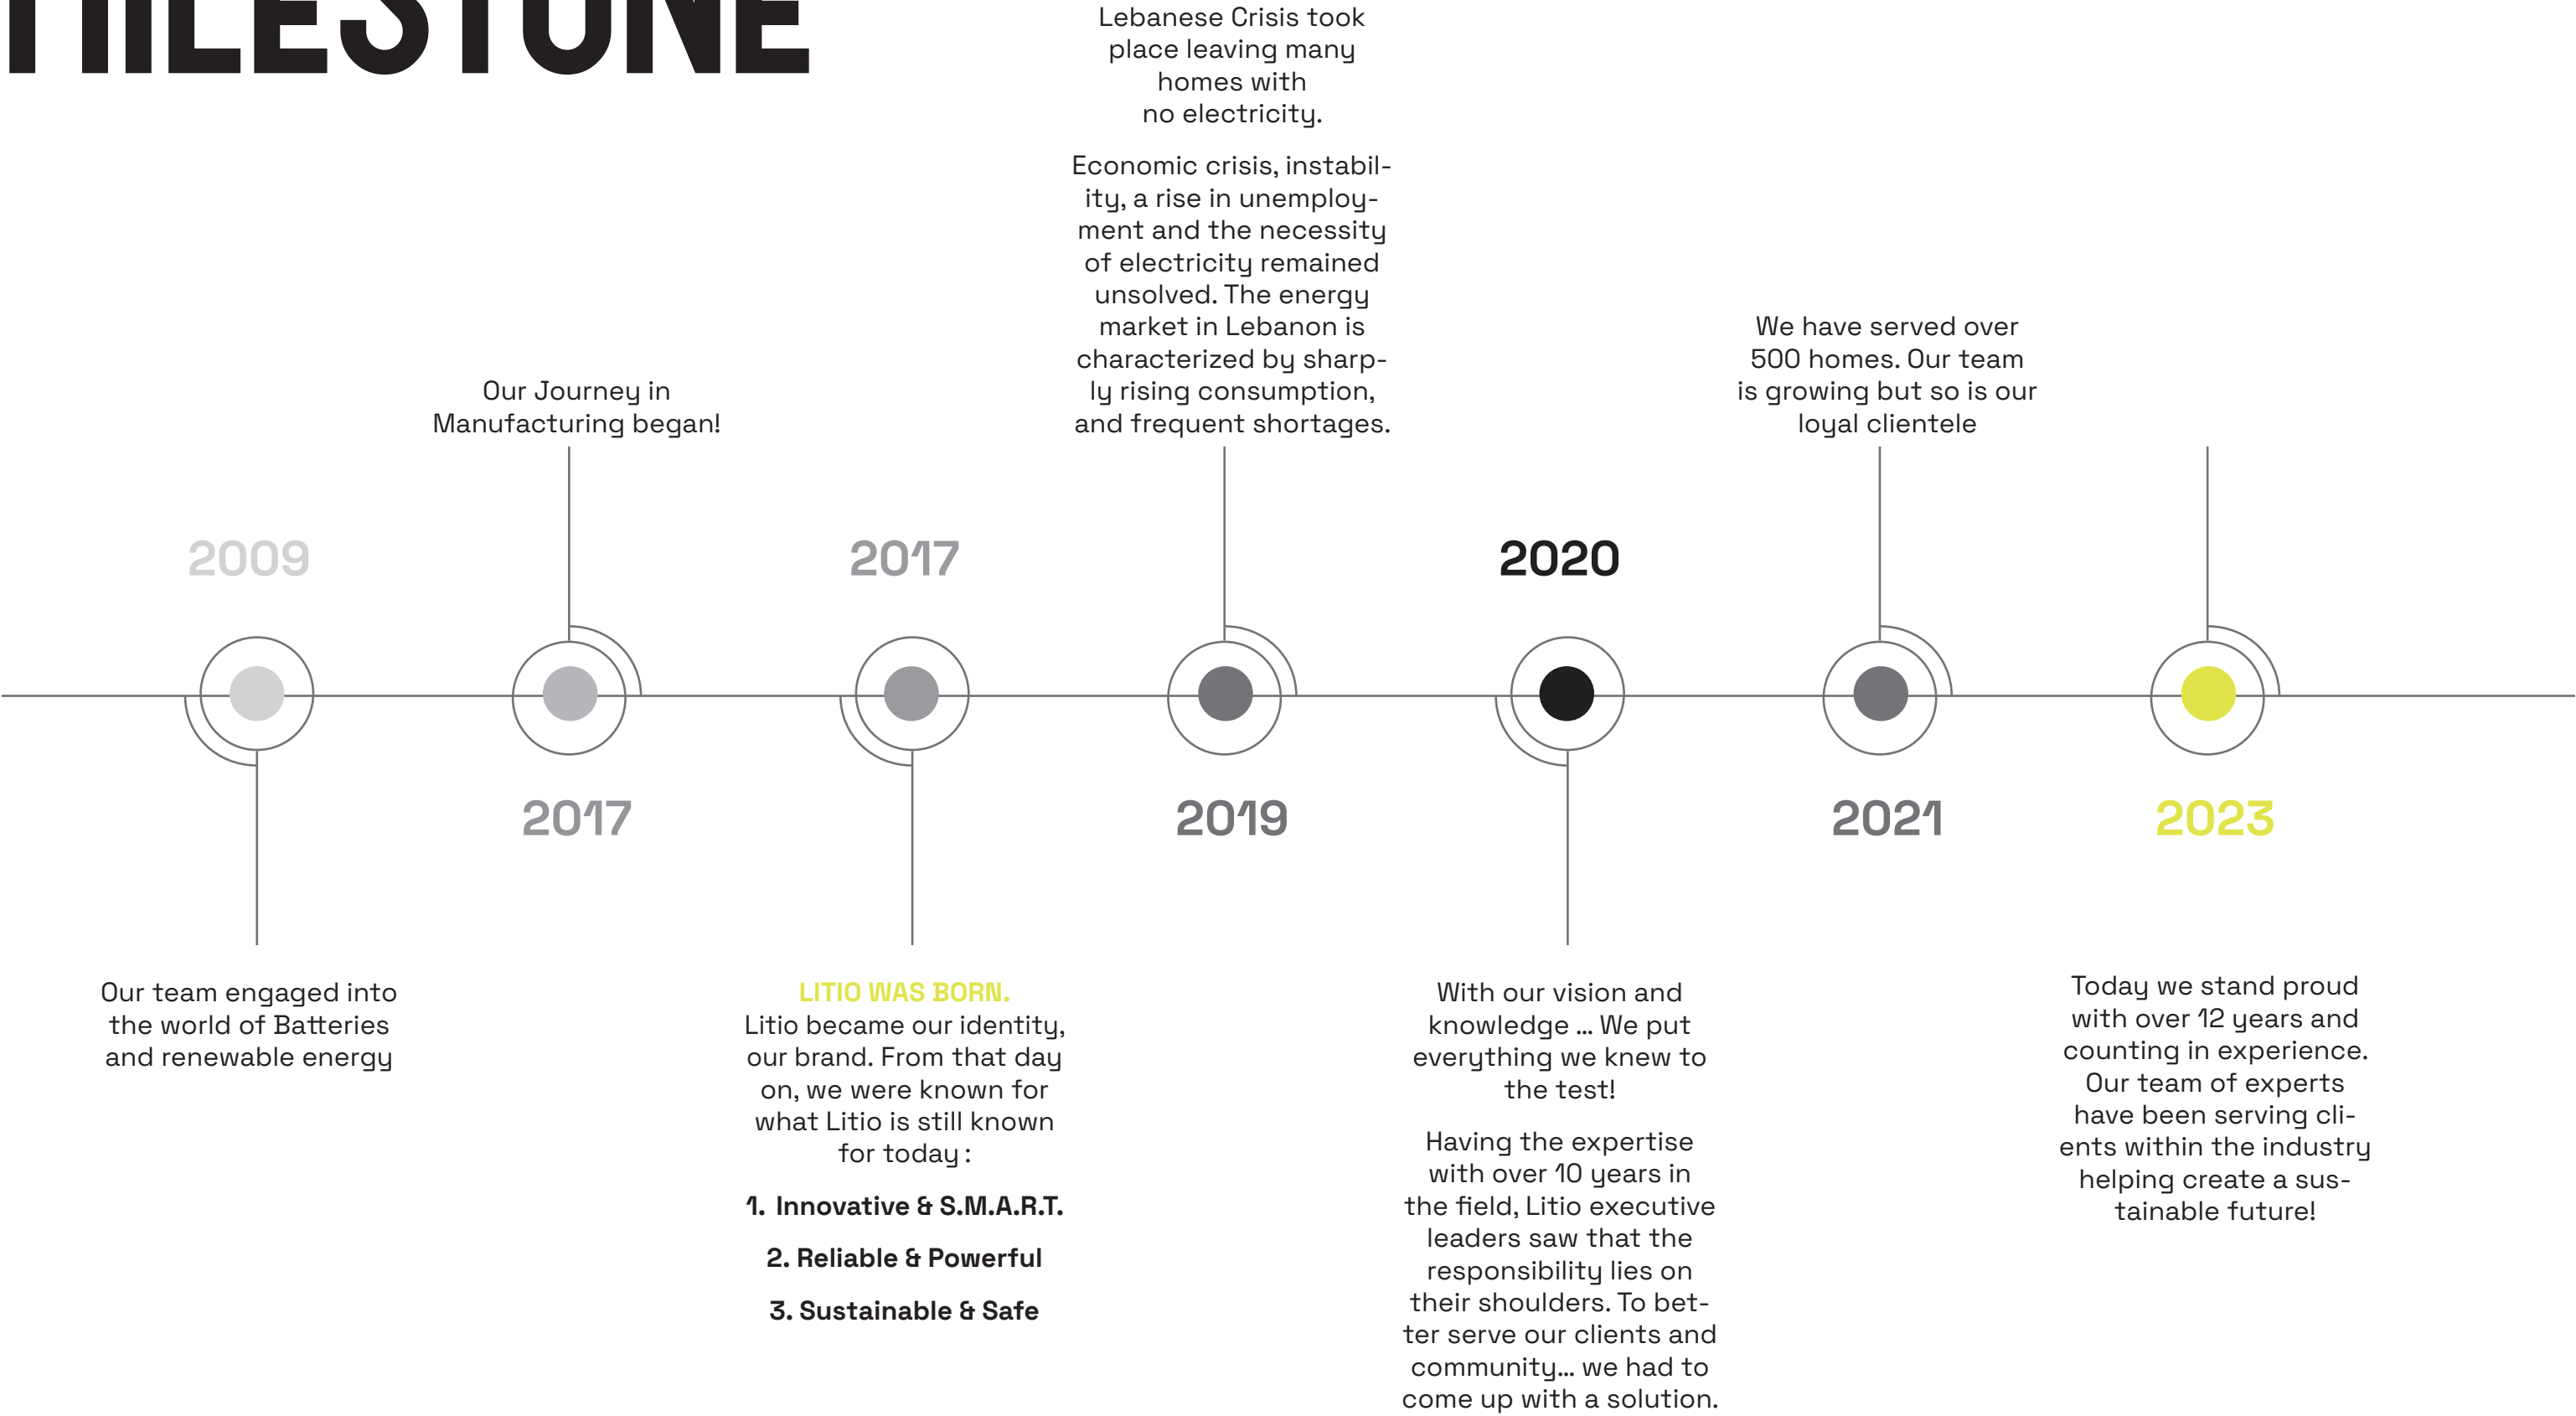 MILESTONE
Lebanese Crisis took
place leaving many
homes with
no electricity.
Economic crisis, instabil-
ity, a rise in unemploy-
ment and the necessity
of electricity remained
unsolved. The energy
market in Lebanon is
characterized by sharp-
ly rising consumption,
and frequent shortages.
Our Journey in
Manufacturing began!
We have served over
500 homes. Our team
is growing but so is our
loyal clientele
2009
2017
2020
2017
2019
2021
2023
Our team engaged into
the world of Batteries
and renewable energy
LITIO WAS BORN.
Litio became our identity,
our brand. From that day
on, we were known for
what Litio is still known
for today :
1. Innovative & S.M.A.R.T.
2. Reliable & Powerful
3. Sustainable & Safe
With our vision and
knowledge ... We put
everything we knew to
the test!
Having the expertise
with over 10 years in
the field, Litio executive
leaders saw that the
responsibility lies on
their shoulders. To bet-
ter serve our clients and
community... we had to
come up with a solution.
Today we stand proud
with over 12 years and
counting in experience.
Our team of experts
have been serving cli-
ents within the industry
helping create a sus-
tainable future!